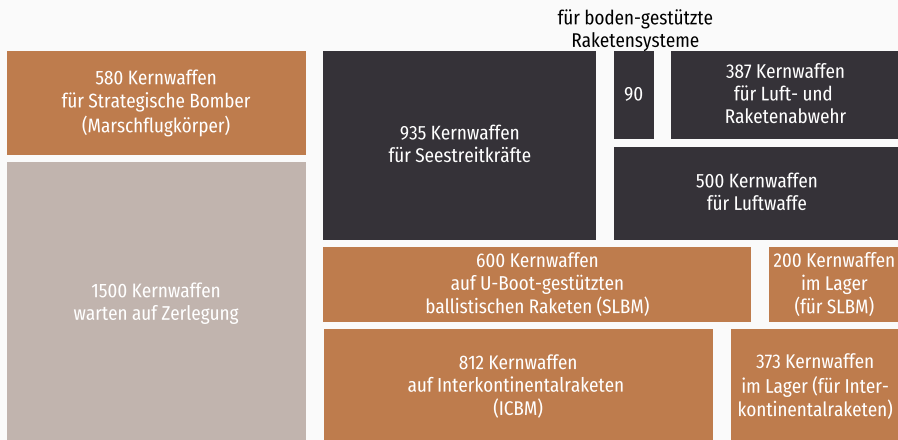 für boden-gestützte
Raketensysteme
580 Kernwaffen
für Strategische Bomber
(Marschflugkörper)
935 Kernwaffen
für Seestreitkräfte
90
387 Kernwaffen
für Luft- und
Raketenabwehr
500 Kernwaffen
für Luftwaffe
1500 Kernwaffen
warten auf Zerlegung
600 Kernwaffen
auf U-Boot-gestützten
ballistischen Raketen (SLBM)
200 Kernwaffen
im Lager
(für SLBM)
812 Kernwaffen
auf Interkontinentalraketen
(ICBM)
373 Kernwaffen
im Lager (für Inter-
kontinentalraketen)